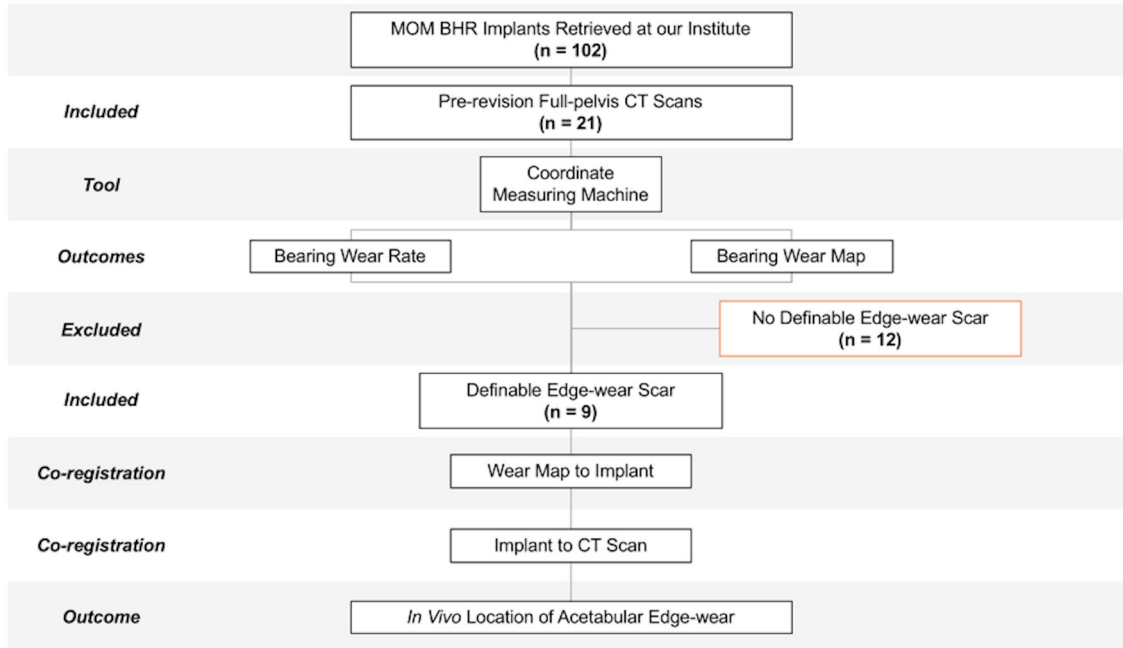 MOM BHR Implants Retrieved at our Institute
(n = 102)
Included
Pre-revision Full-pelvis CT Scans
(n = 21)
Tool
Coordinate
Measuring Machine
Outcomes
Bearing Wear Rate
Bearing Wear Map
Excluded
No Definable Edge-wear Scar
(n = 12)
Included
Definable Edge-wear Scar
(n = 9)
Co-registration
Wear Map to Implant
Co-registration
Implant to CT Scan
Outcome
In Vivo Location of Acetabular Edge-wear